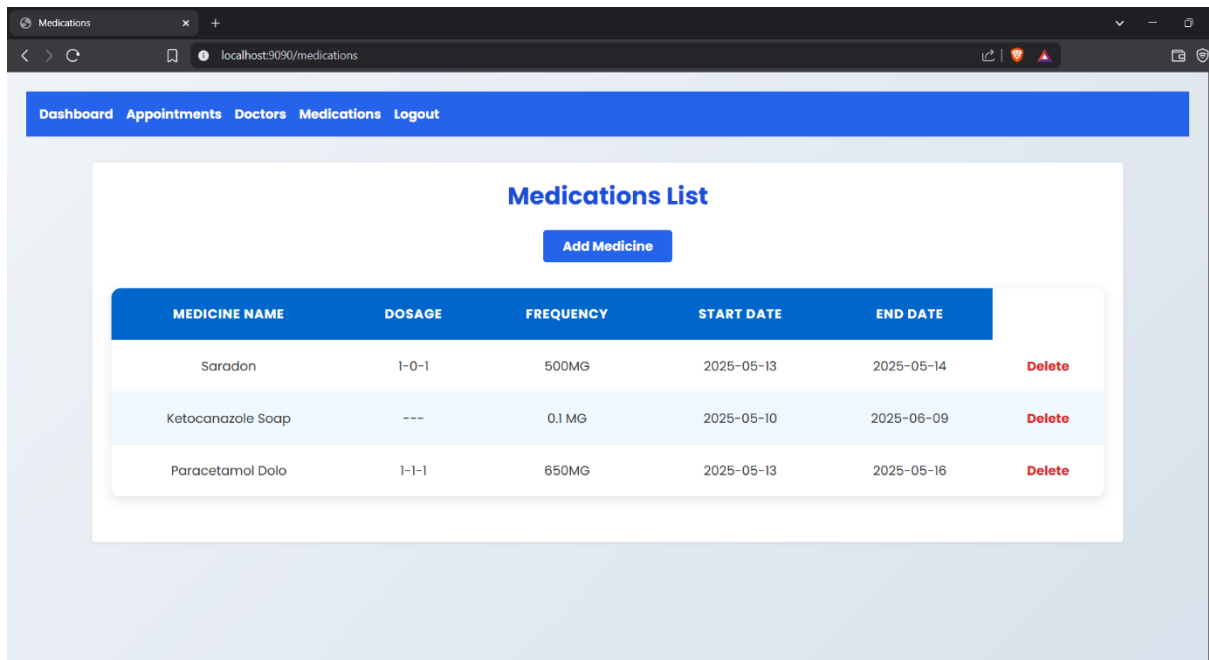 Medications
localhost:9090/medications
Dashboard Appointments Doctors Medications Logout
Medications List
Add Medicine
MEDICINE NAME DOSAGE FREQUENCY START DATE END DATE
Saradon 1-0-1 500MG 2025-05-13 2025-05-14 Delete
Ketocanazole Soap --- 0.1 MG 2025-05-10 2025-06-09 Delete
Paracetamol Dolo 1-1-1 650MG 2025-05-13 2025-05-16 Delete